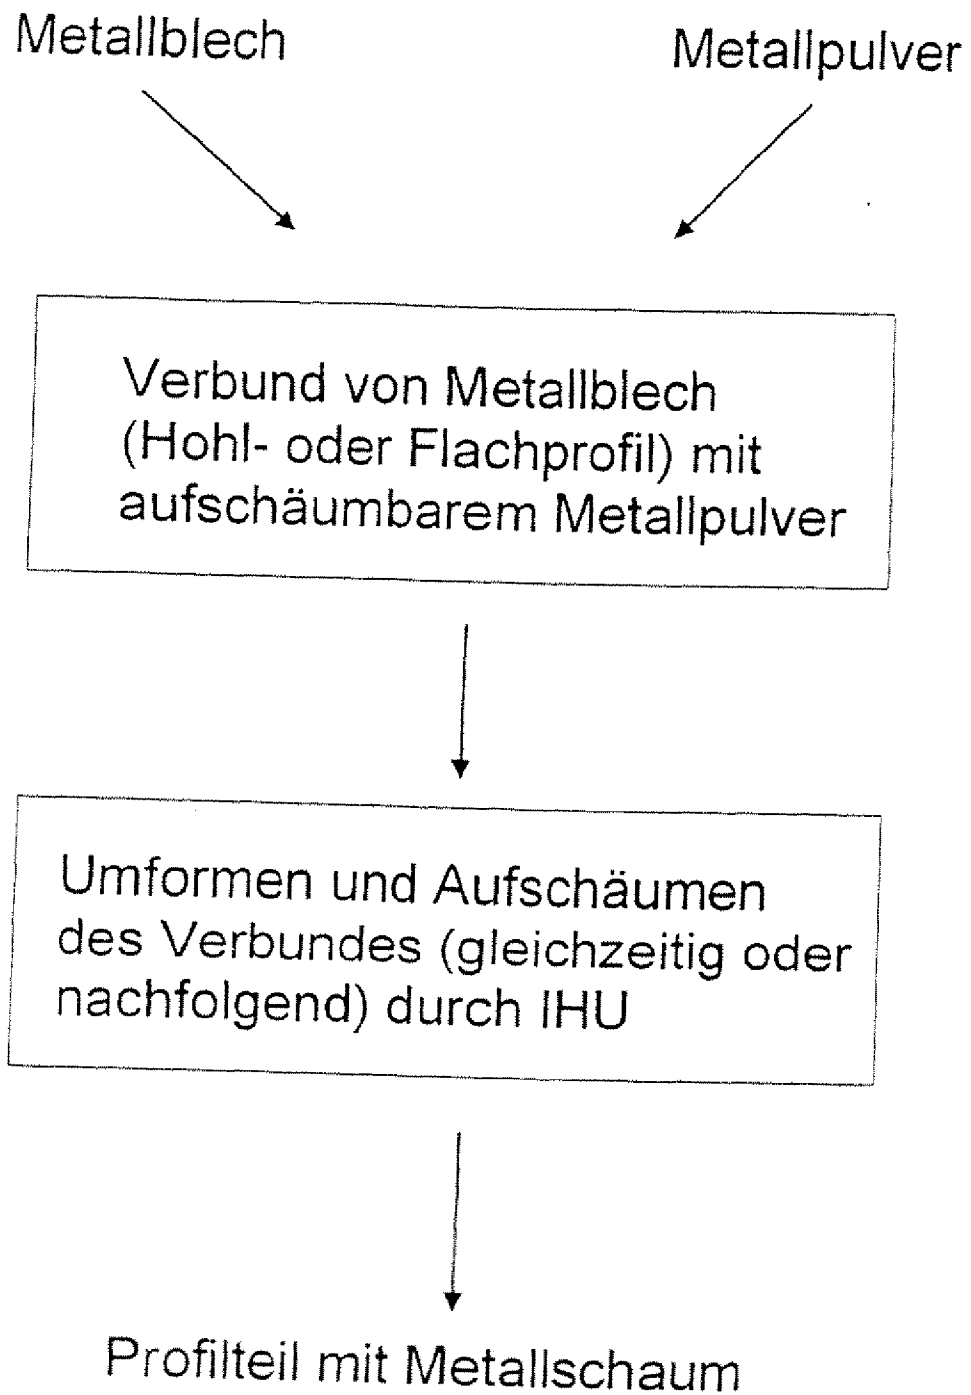 Metallblech
Metallpulver
Verbund von Metallblech
(Hohl- oder Flachprofil) mit
aufschäumbarem Metallpulver
Umformen und Aufschäumen
des Verbundes (gleichzeitig oder
nachfolgend) durch IHU
Profilteil mit Metallschaum